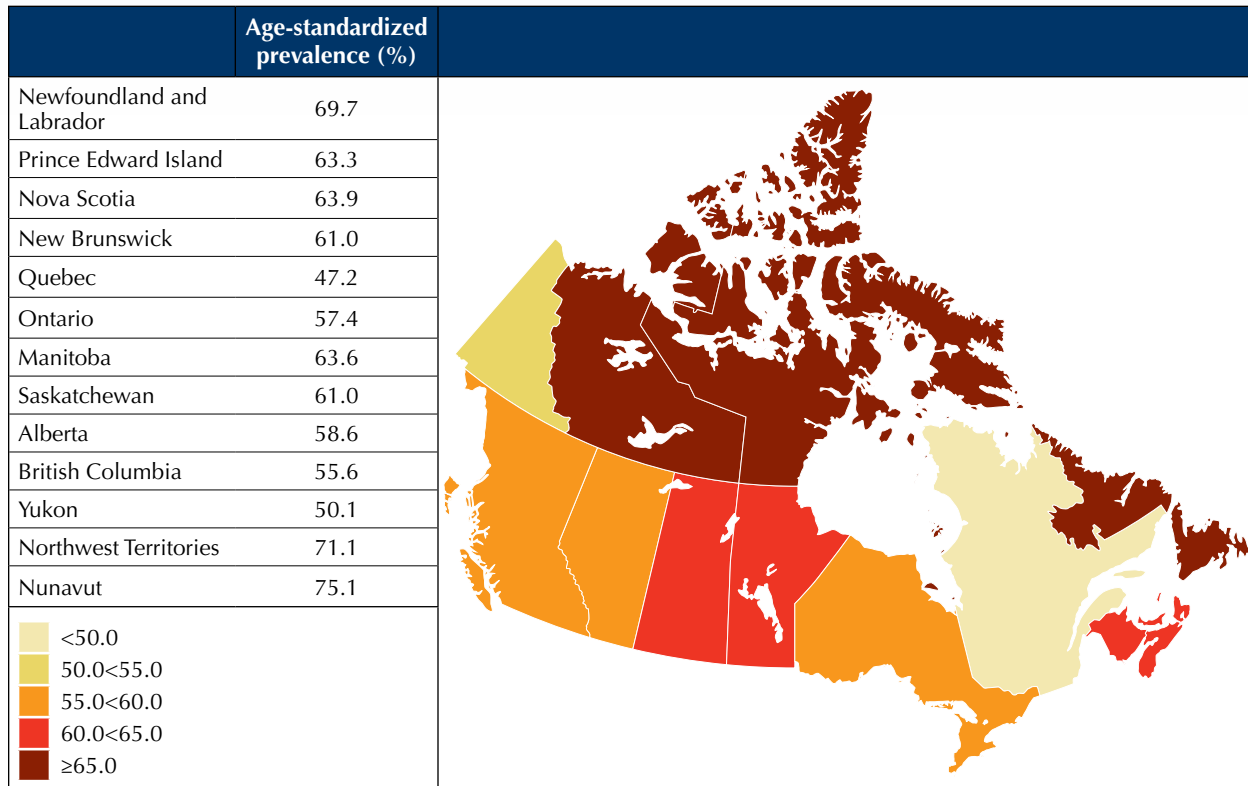 Age-standardized
prevalence (%)
Newfoundland and
Labrador 69.7
Prince Edward Island 63.3
Nova Scotia 63.9
New Brunswick 61.0
Quebec 47.2
Ontario 57.4
Manitoba 63.6
Saskatchewan 61.0
Alberta 58.6
British Columbia 55.6
Yukon 50.1
Northwest Territories 71.1
Nunavut 75.1
<50.0
50.0<55.0
55.0<60.0
60.0<65.0
≥65.0